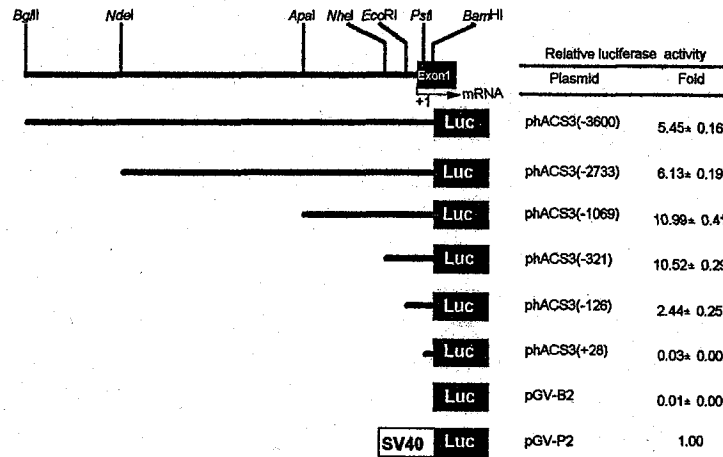 BglII NdeI ApaI NheI EcoRI PstI BamHI
Exon1
+1 mRNA
Relative luciferase activity
Plasmid Fold
Luc phACS3(-3600) 5.45± 0.16
Luc phACS3(-2733) 6.13± 0.19
Luc phACS3(-1069) 10.99± 0.4
Luc phACS3(-321) 10.52± 0.29
Luc phACS3(-126) 2.44± 0.25
Luc phACS3(+28) 0.03± 0.00
Luc pGV-B2 0.01± 0.00
SV40 Luc pGV-P2 1.00